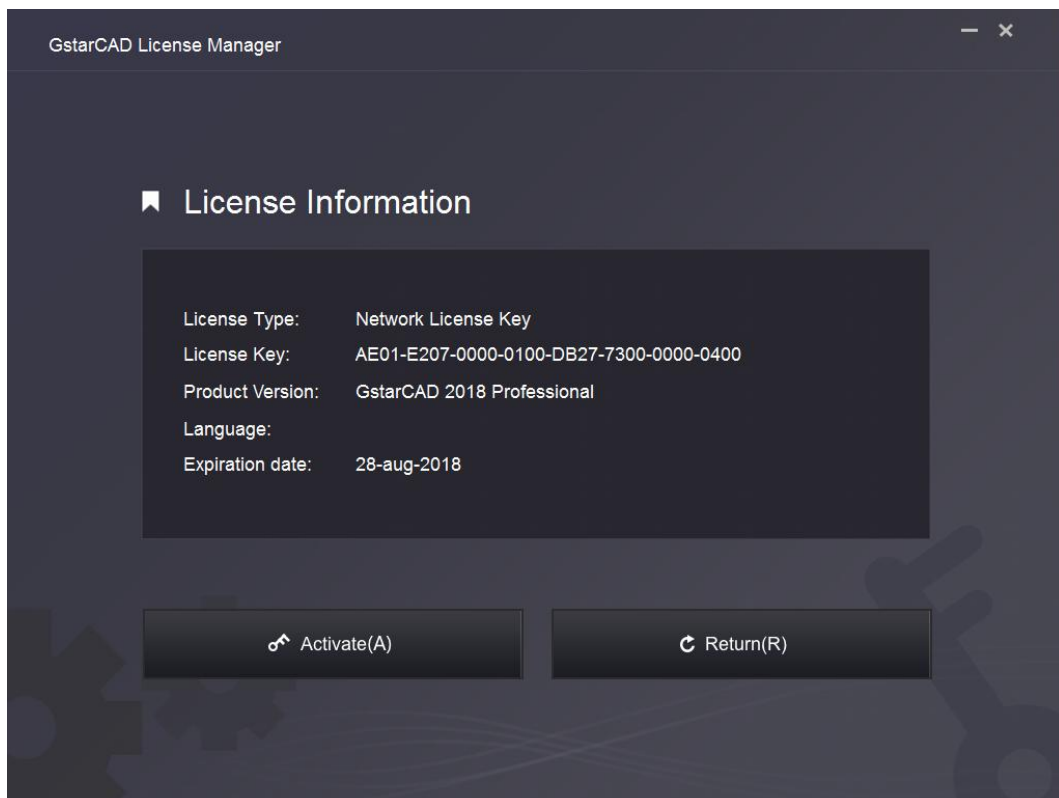 GstarCAD License Manager
License Information
License Type: Network License Key
License Key: AE01-E207-0000-0100-DB27-7300-0000-0400
Product Version: GstarCAD 2018 Professional
Language:
Expiration date: 28-aug-2018
Activate(A) Return(R)